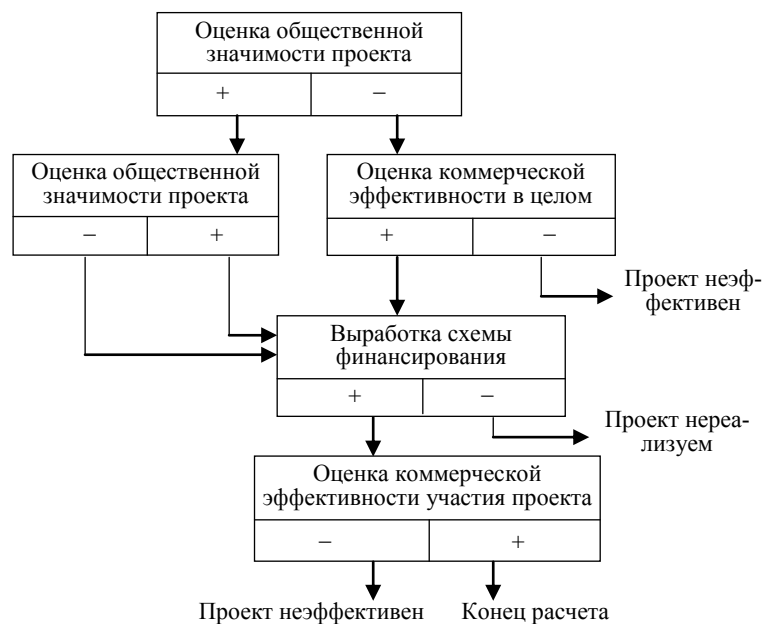 Оценка общественной
значимости проекта
+ −
Оценка общественной
значимости проекта
− +
Оценка коммерческой
эффективности в целом
+ −
Проект неэф-
фективен
Выработка схемы
финансирования
+ −
Проект нереа-
лизуем
Оценка коммерческой
эффективности участия проекта
− +
Проект неэффективен
Конец расчета